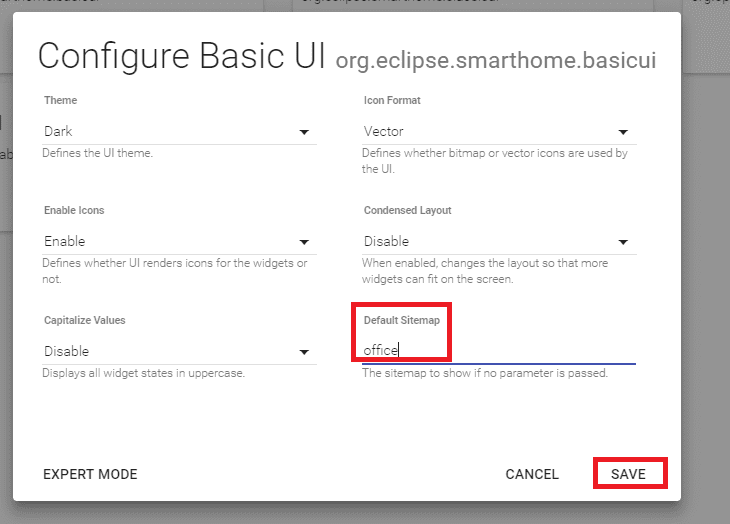 Configure Basic UI org.eclipse.smarthome.basicui
Theme
Dark
Defines the UI theme.
Icon Format
Vector
Defines whether bitmap or vector icons are used by
the UI.
Enable Icons
Enable
Defines whether UI renders icons for the widgets or
not.
Condensed Layout
Disable
When enabled, changes the layout so that more
widgets can fit on the screen.
Capitalize Values
Disable
Displays all widget states in uppercase.
Default Sitemap
office
The sitemap to show if no parameter is passed.
EXPERT MODE
CANCEL
SAVE